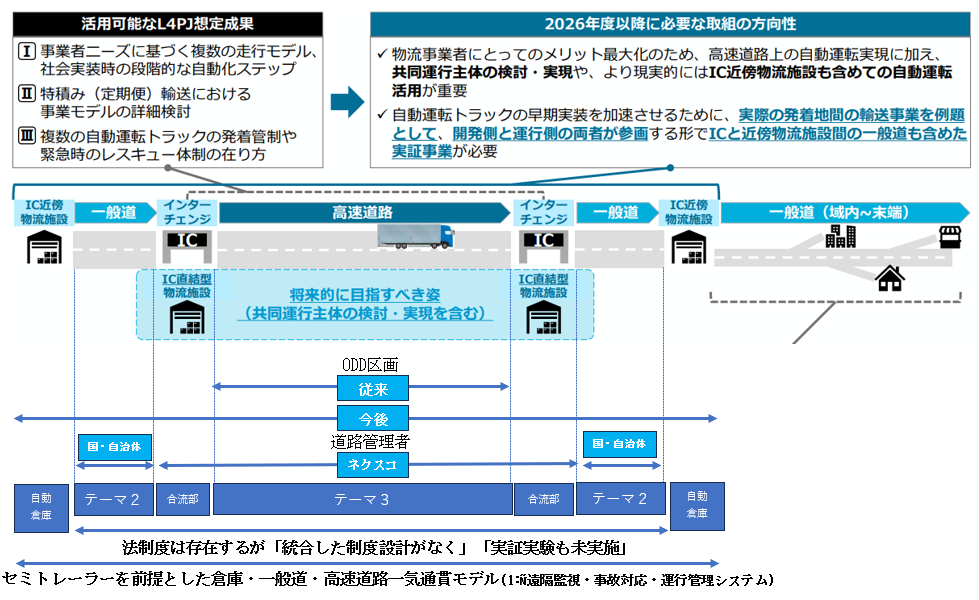 活用可能なL4PJ想定成果
Ⅰ 事業者ニーズに基づく複数の走行モデル、
社会実装時の段階的な自動化ステップ
Ⅱ 特積み（定期便）輸送における
事業モデルの詳細検討
Ⅲ 複数の自動運転トラックの発着管制や
緊急時のレスキュー体制の在り方
2026年度以降に必要な取組の方向性
✓ 物流事業者にとってのメリット最大化のため、高速道路上の自動運転実現に加え、
共同運行主体の検討・実現や、より現実的にはIC近傍物流施設も含めての自動運転
活用が重要
✓ 自動運転トラックの早期実装を加速させるために、実際の発着地間の輸送事業を例題
として、開発側と運行側の両者が参画する形でICと近傍物流施設間の一般道も含めた
実証事業が必要
IC近傍
物流施設
一般道
インター
チェンジ
高速道路
インター
チェンジ
一般道
IC近傍
物流施設
一般道（域内~末端）
IC
IC
IC直結型
物流施設
将来的に目指すべき姿
（共同運行主体の検討・実現を含む）
IC直結型
物流施設
ODD区画
従来
今後
道路管理者
国・自治体
ネクスコ
国・自治体
自動
倉庫
テーマ２
合流部
テーマ３
合流部
テーマ２
自動
倉庫
法制度は存在するが「統合した制度設計がなく」「実証実験も未実施」
セミトレーラーを前提とした倉庫・一般道・高速道路一気通貫モデル(1:n遠隔監視・事故対応・運行管理システム)